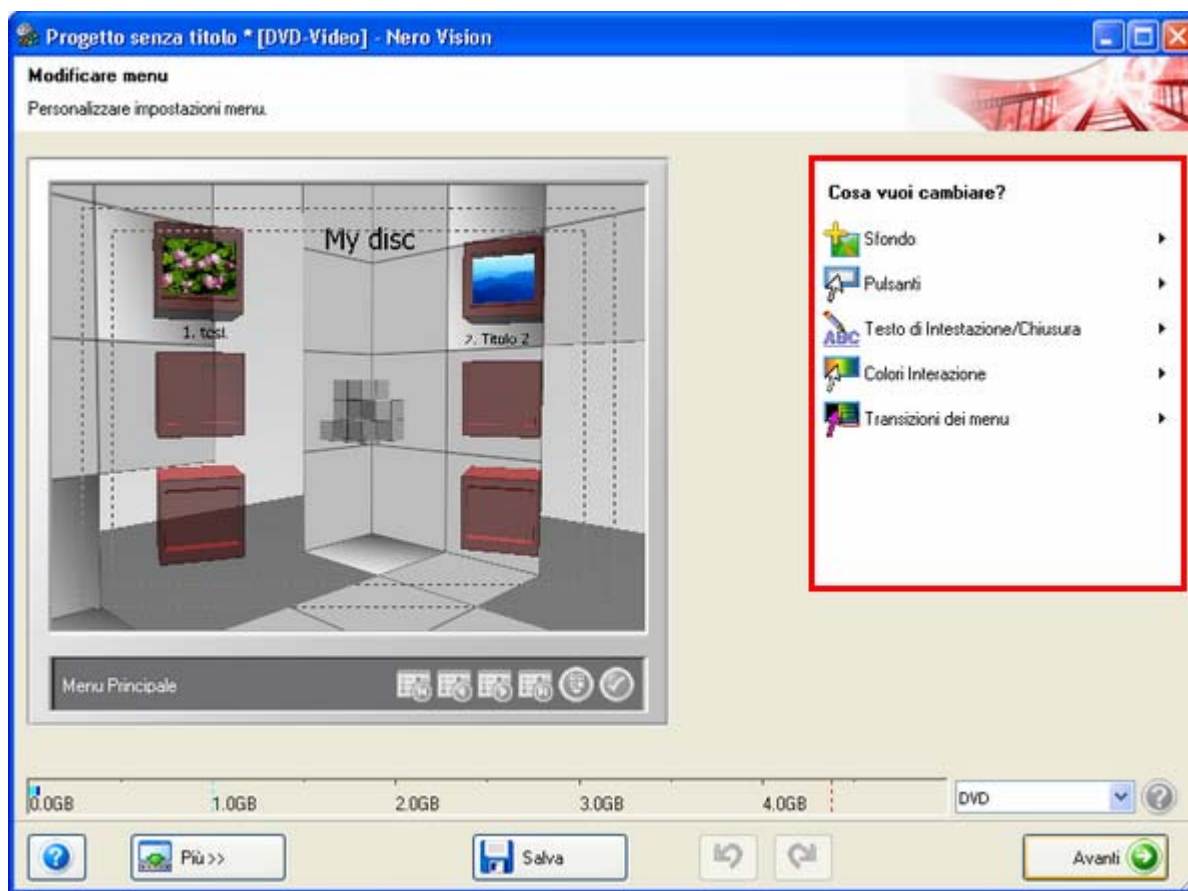 Progetto senza titolo * [DVD-Video] - Nero Vision
Modificare menu
Personalizzare impostazioni menu.
My disc
1. test
2. Titolo 2
Menu Principale
Cosa vuoi cambiare?
Sfondo
Pulsanti
ABC Testo di Intestazione/Chiusura
Colori Interazione
Transizioni dei menu
0.0GB 1.0GB 2.0GB 3.0GB 4.0GB
DVD
Più >>
Salva
Avanti